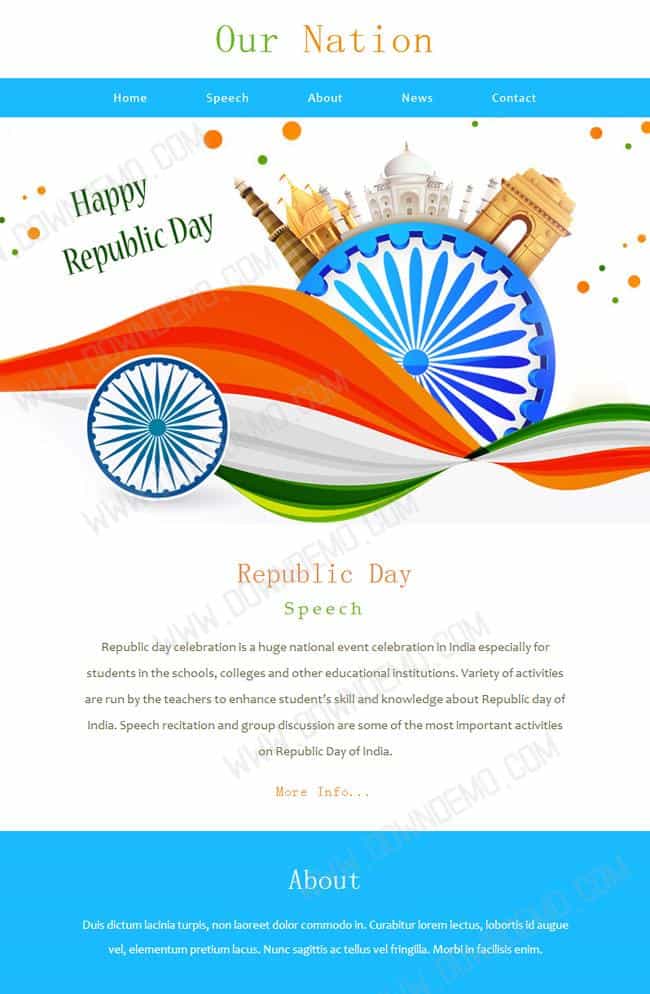 Our Nation
Home Speech About News Contact
Happy
Republic Day
Republic Day
Speech
Republic day celebration is a huge national event celebration in India especially for
students in the schools, colleges and other educational institutions. Variety of activities
are run by the teachers to enhance student's skill and knowledge about Republic day of
India. Speech recitation and group discussion are some of the most important activities
on Republic Day of India.
More Info...
About
Duis dictum lacinia turpis, non laoreet dolor commodo in. Curabitur lorem lectus, lobortis id augue
vel, elementum pretium lacus. Nunc sagittis ac tellus vel fringilla. Morbi in facilisis enim.
WWW.DOWNDEMO.COM